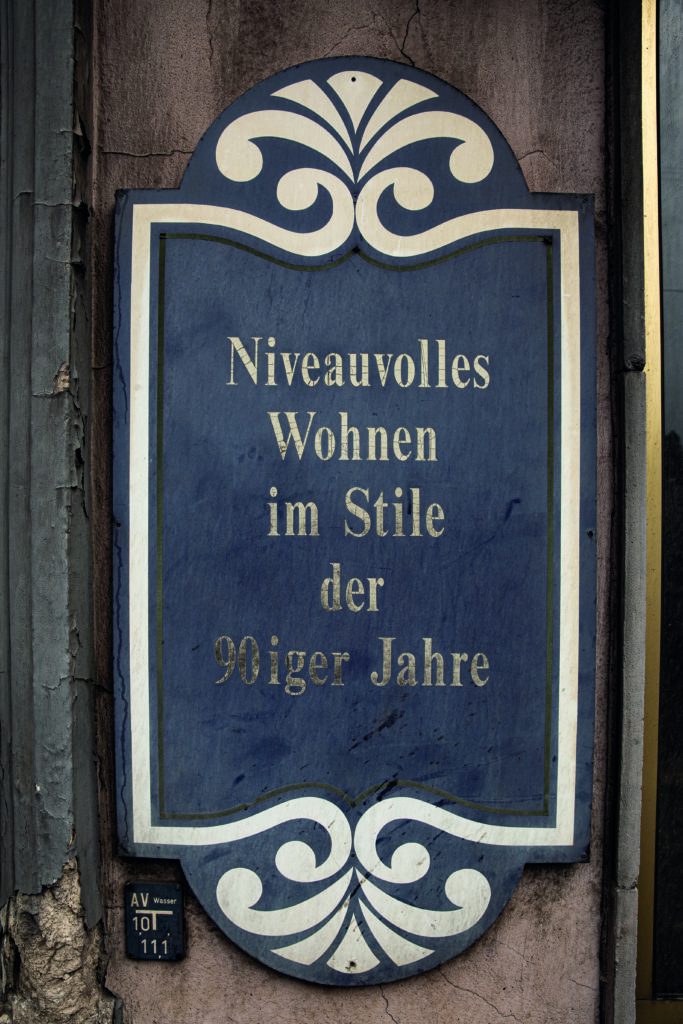 Niveauvolles
Wohnen
im Stile
der
90iger Jahre
AV Wasser
10
111